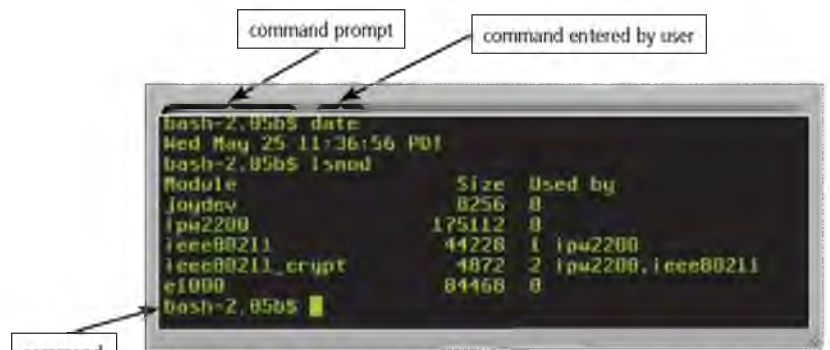 command prompt
command entered by user
bash-2.05b$ date
Wed May 25 11:36:56 PDT
bash-2.05b$ lsmod
Module Size Used by
joydev 8256 0
ipw2200 175112 0
ieee80211 44228 1 ipw2200
ieee80211_crypt 4872 2 ipw2200,ieee80211
e1000 84468 0
bash-2.05b$
command